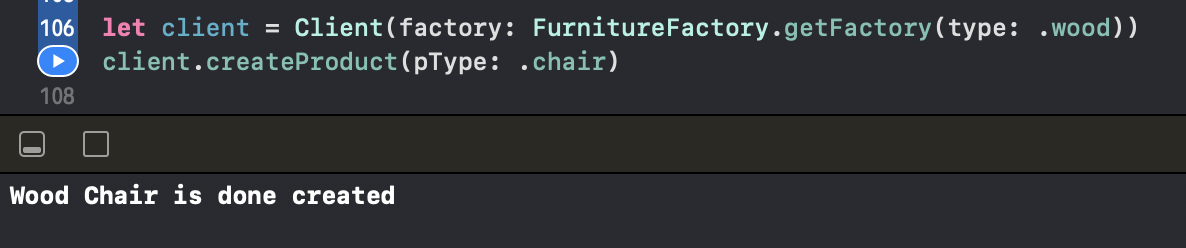 106 let client = Client(factory: FurnitureFactory.getFactory(type: .wood))
client.createProduct(pType: .chair)
108
Wood Chair is done created